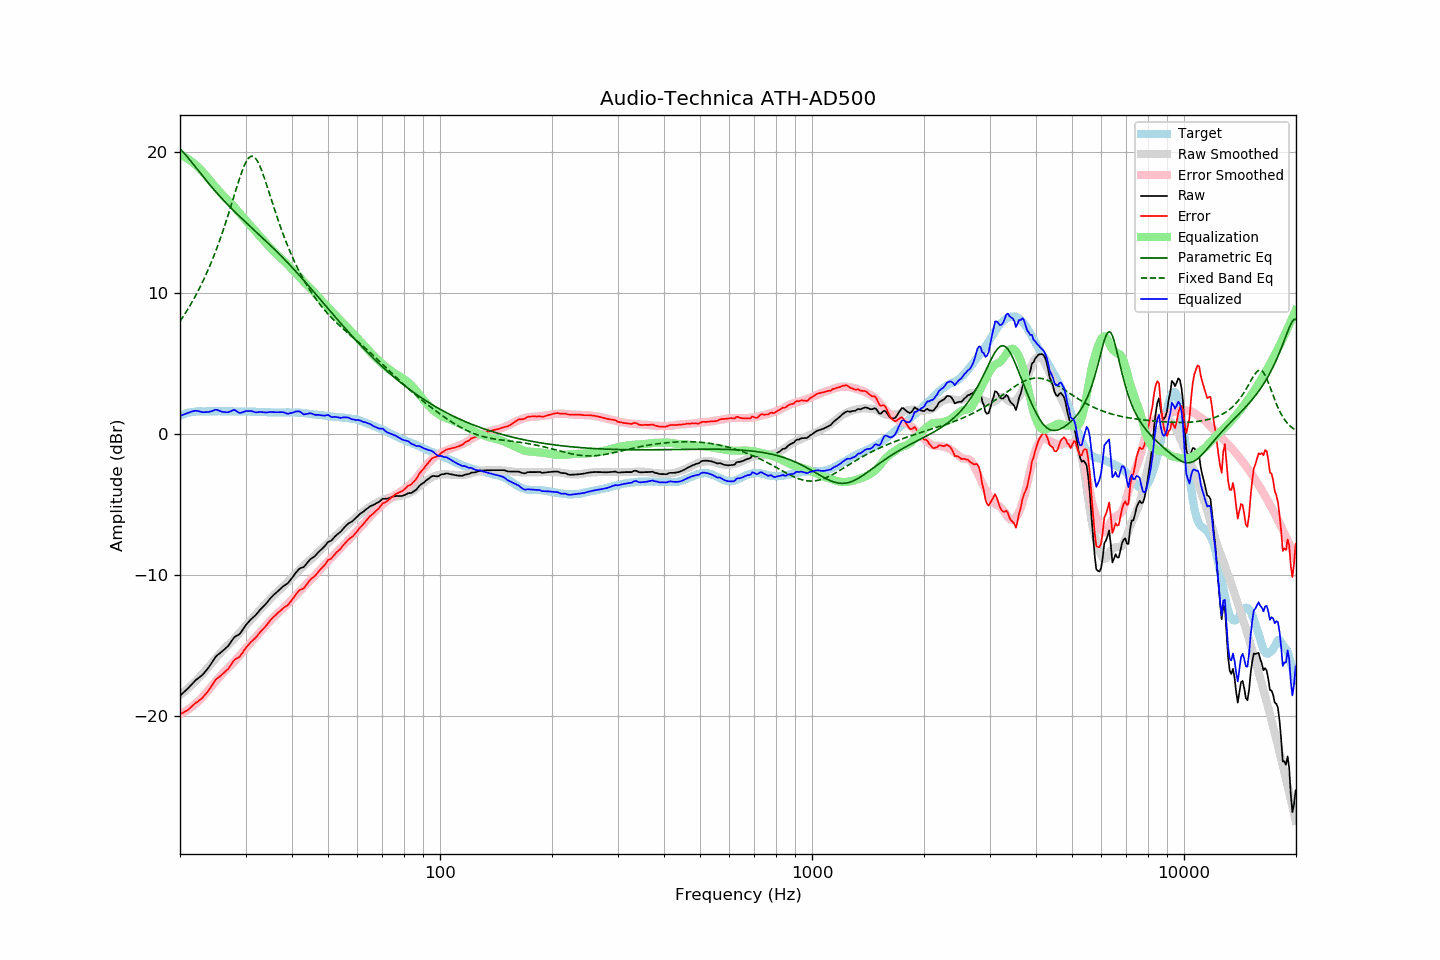 Audio-Technica ATH-AD500
Target
Raw Smoothed
Error Smoothed
Raw
Error
Equalization
Parametric Eq
Fixed Band Eq
Equalized
20
10
0
−10
−20
Amplitude (dBr)
100
1000
10000
Frequency (Hz)